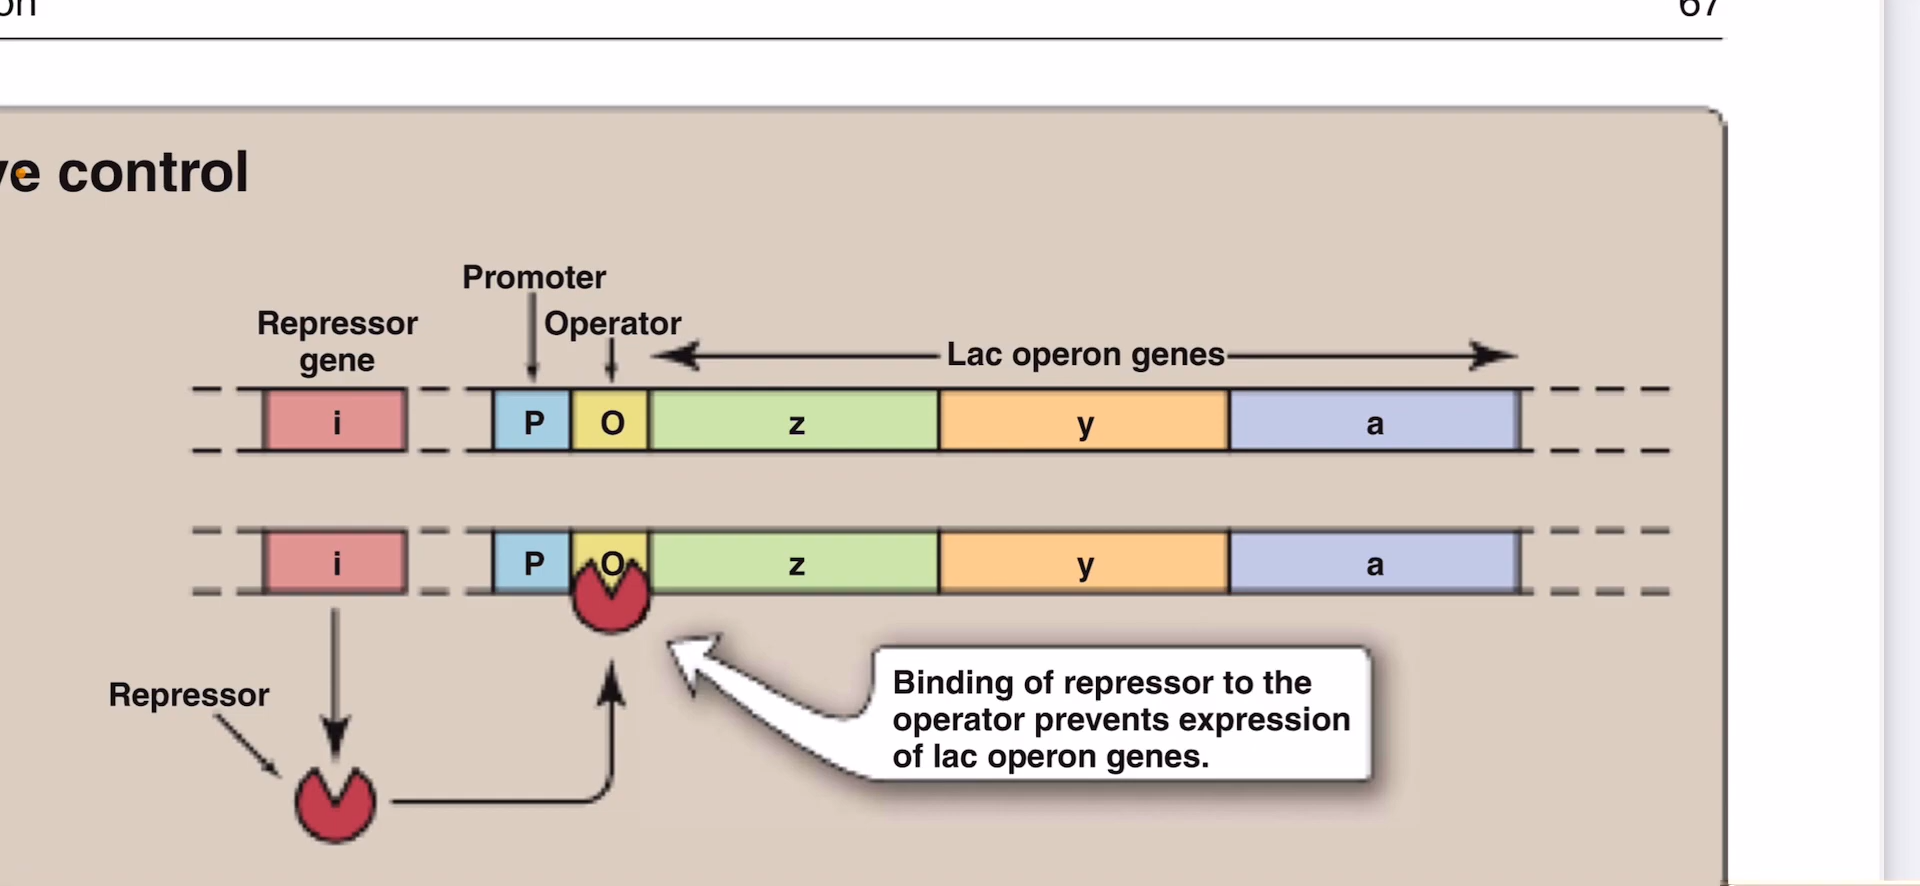 67
control
Promoter
Operator
Repressor
gene
Lac operon genes
i
P
O
z
y
a
i
P
O
z
y
a
Repressor
Binding of repressor to the
operator prevents expression
of lac operon genes.